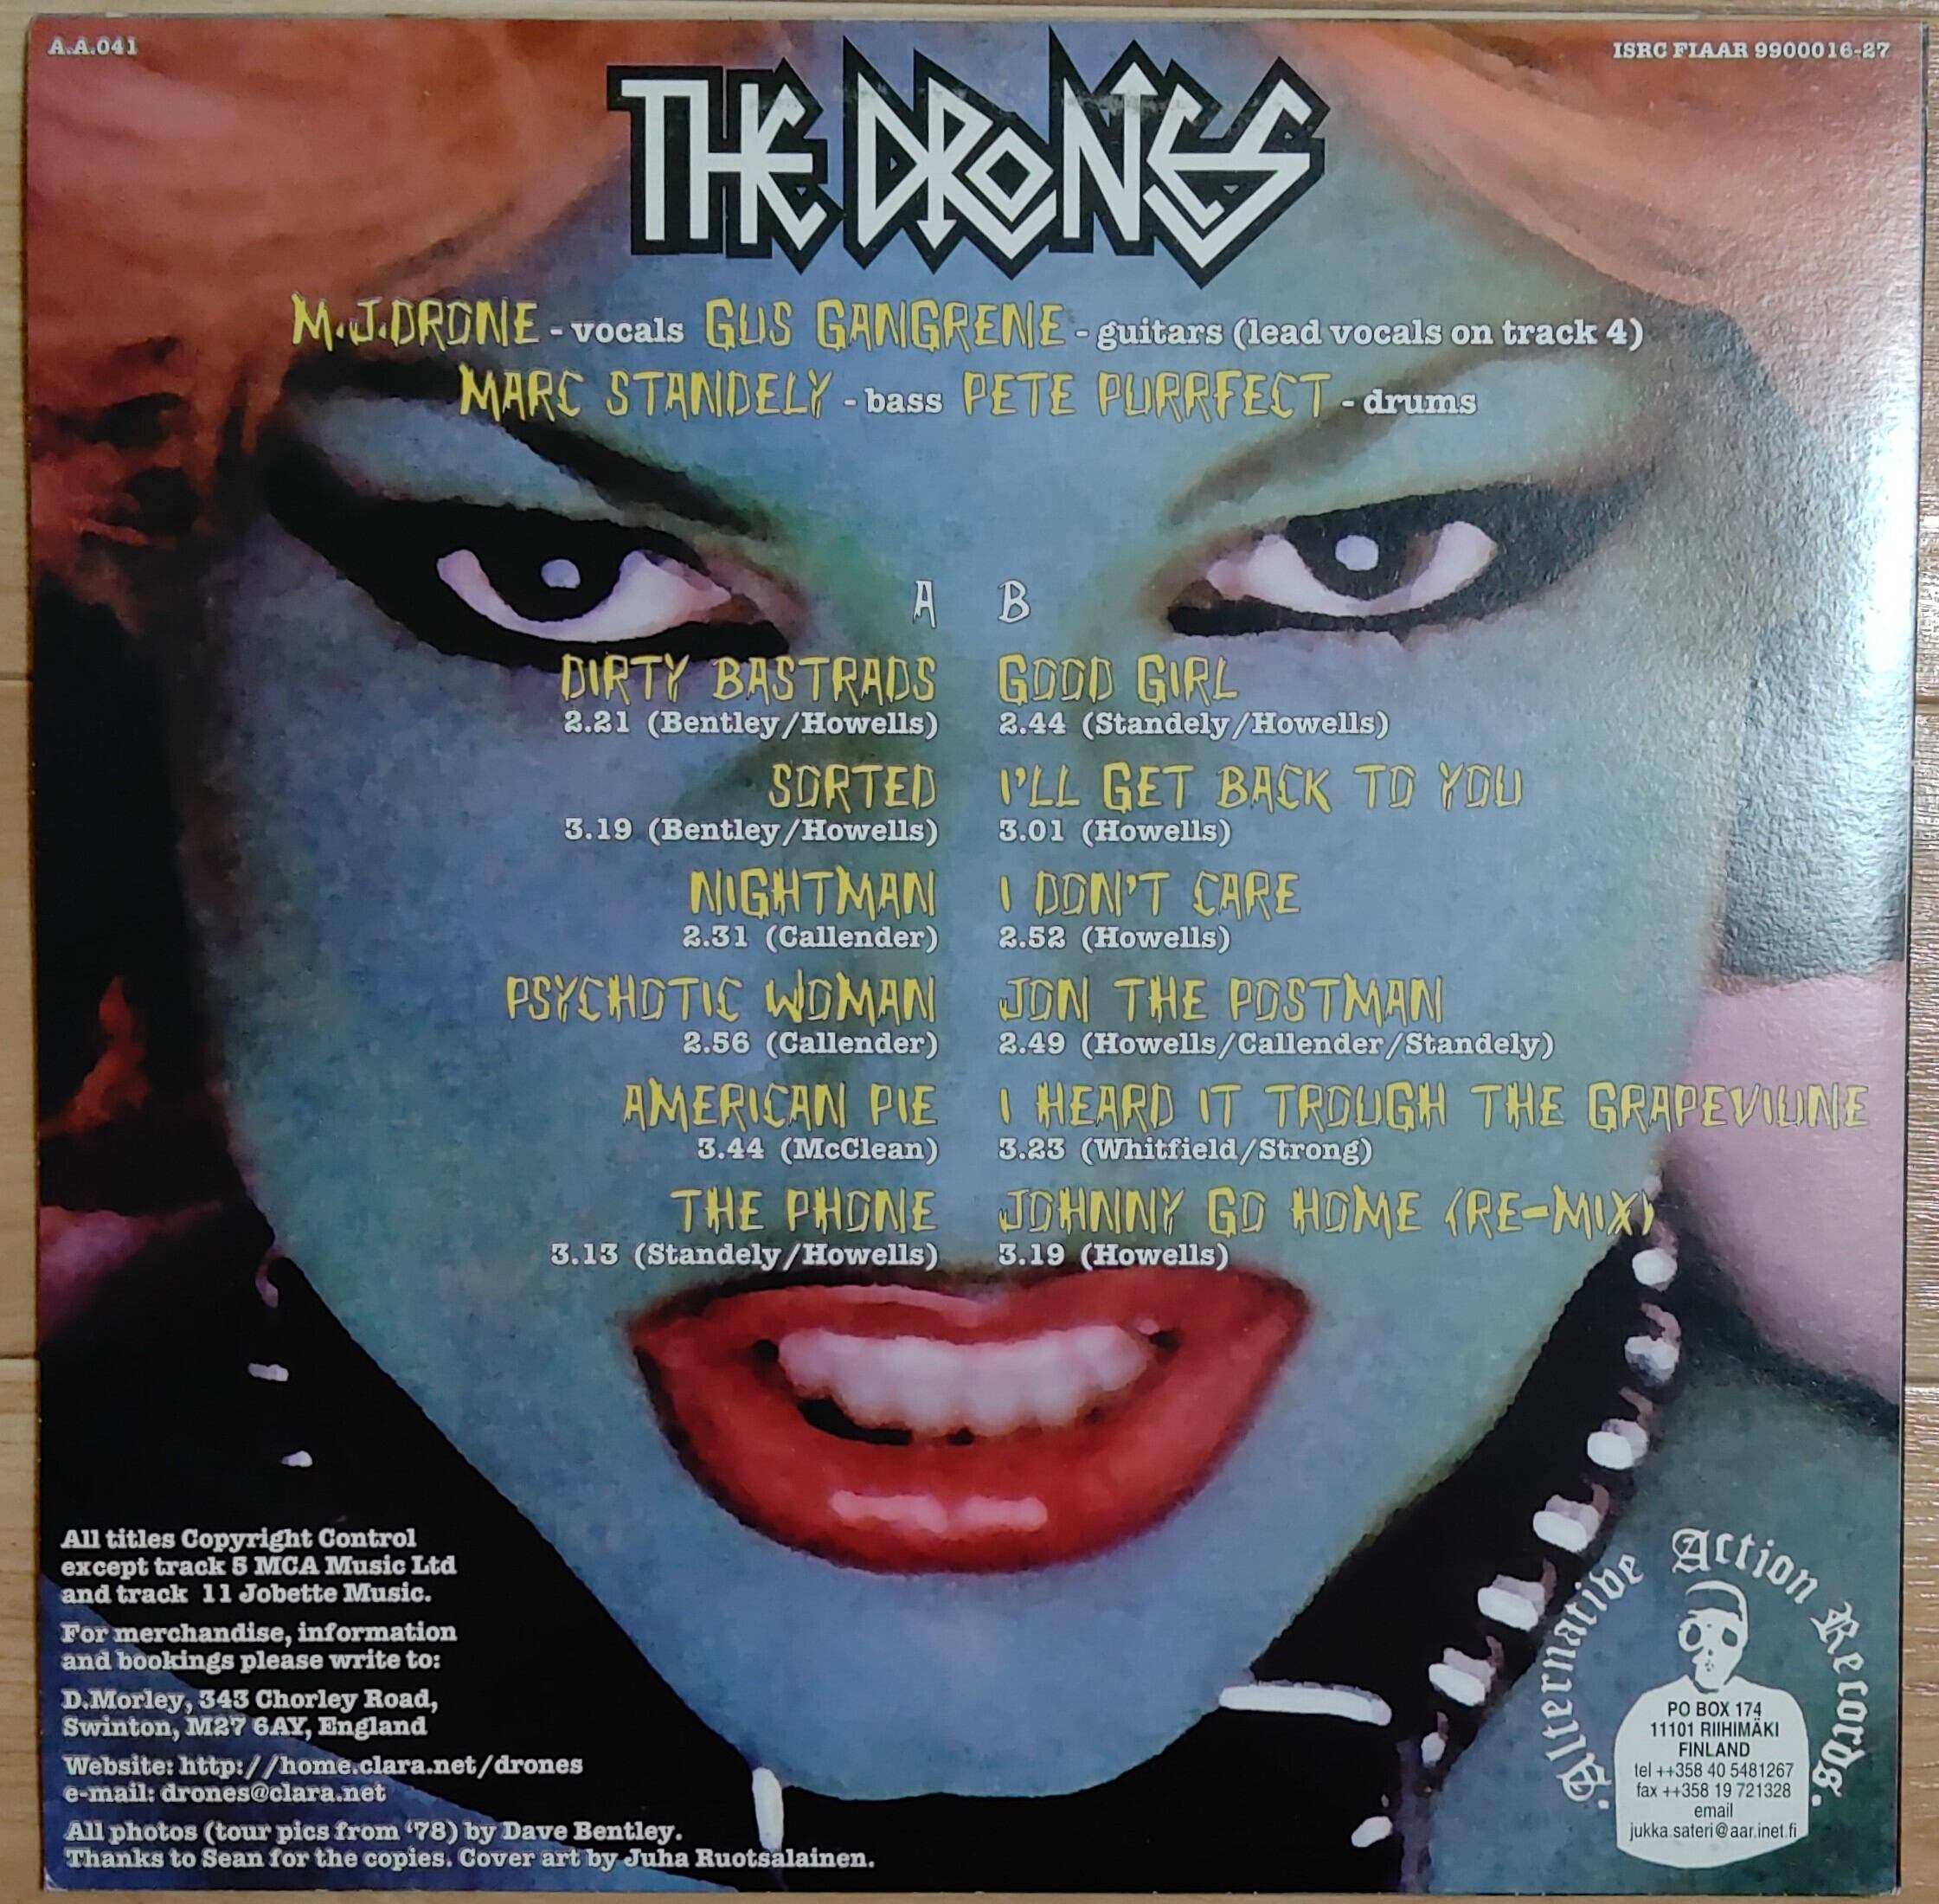 A.A.041
ISRC FIAAR 9900016-27
THE DRONES
M.J.DRONE - vocals GUS GANGRENE - guitars (lead vocals on track 4)
MARC STANDELY - bass PETE PURRFECT - drums
A
DIRTY BASTRADS
2.21 (Bentley/Howells)
SORTED
3.19 (Bentley/Howells)
NIGHTMAN
2.31 (Callender)
PSYCHOTIC WOMAN
2.56 (Callender)
AMERICAN PIE
3.44 (McClean)
THE PHONE
3.13 (Standely/Howells)
B
GOOD GIRL
2.44 (Standely/Howells)
I'LL GET BACK TO YOU
3.01 (Howells)
I DON'T CARE
2.52 (Howells)
JON THE POSTMAN
2.49 (Howells/Callender/Standely)
I HEARD IT TROUGH THE GRAPEVIUNE
3.23 (Whitfield/Strong)
JOHNNY GO HOME (RE-MIX)
3.19 (Howells)
All titles Copyright Control
except track 5 MCA Music Ltd
and track 11 Jobette Music.
For merchandise, information
and bookings please write to:
D.Morley, 343 Chorley Road,
Swinton, M27 6AY, England
Website: http://home.clara.net/drones
e-mail: drones@clara.net
All photos (tour pics from '78) by Dave Bentley.
Thanks to Sean for the copies. Cover art by Juha Ruotsalainen.
Alternative Action Records
PO BOX 174
11101 RIIHIMÄKI
FINLAND
tel ++358 40 5481267
fax ++358 19 721328
email
jukka.sateri@aar.inet.fi